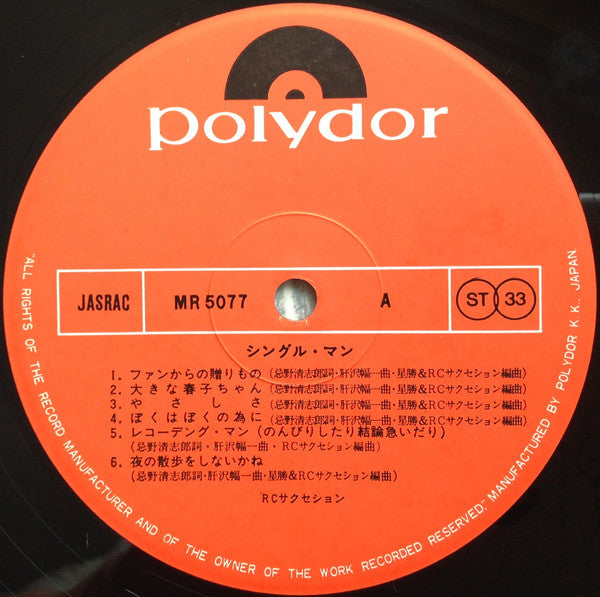 polydor
JASRAC MR 5077 A ST 33
シングル・マン
1. ファンからの贈りもの (忌野清志郎詞・肝沢幅一曲・星勝&RCサクセション編曲)
2. 大きな春子ちゃん (忌野清志郎詞・肝沢幅一曲・星勝&RCサクセション編曲)
3. やさしさ (忌野清志郎詞・肝沢幅一曲・星勝&RCサクセション編曲)
4. ぼくはぼくの為に (忌野清志郎詞・肝沢幅一曲・星勝&RCサクセション編曲)
5. レコーデング・マン (のんびりしたり結論急いだり)
(忌野清志郎詞・肝沢幅一曲・RCサクセション編曲)
6. 夜の散歩をしないかね
(忌野清志郎詞・肝沢幅一曲・星勝&RCサクセション編曲)
RCサクセション
"ALL RIGHTS OF THE RECORD MANUFACTURER AND OF THE OWNER OF THE WORK RECORDED RESERVED." MANUFACTURED BY POLYDOR K.K., JAPAN